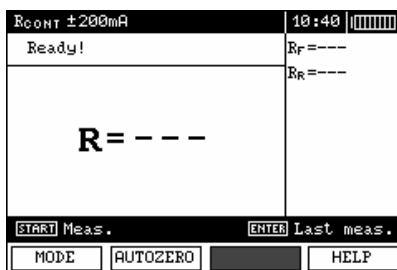 RCONT ±200mA 10:40
Ready!
RF=---
RR=---
R=---
START Meas. ENTER Last meas.
MODE AUTOZERO HELP